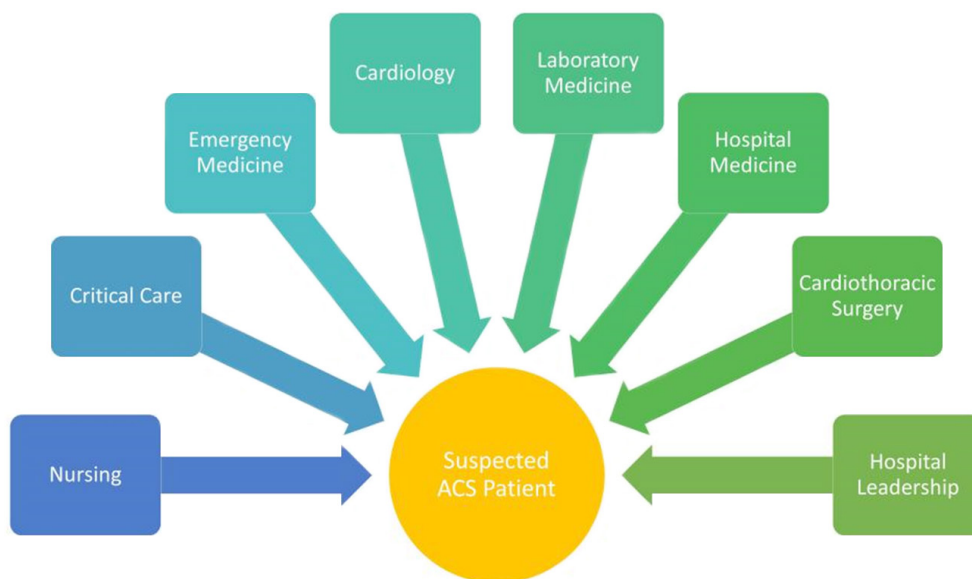 Cardiology
Laboratory
Medicine
Emergency
Medicine
Hospital
Medicine
Critical Care
Cardiothoracic
Surgery
Nursing
Suspected
ACS Patient
Hospital
Leadership